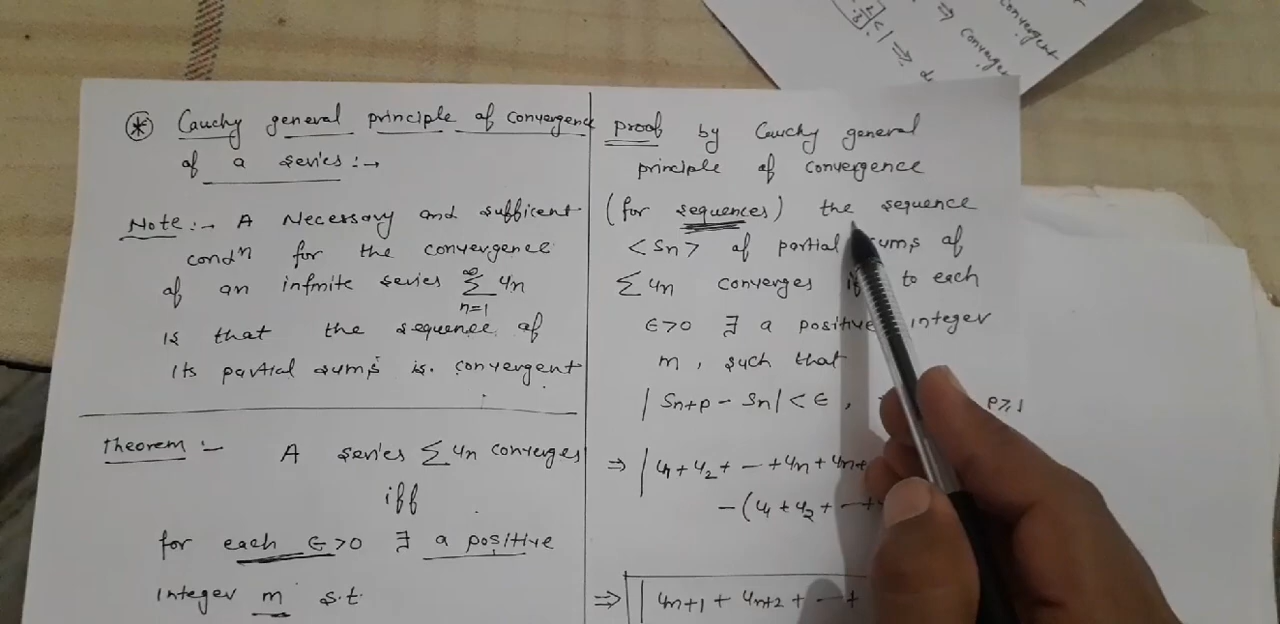 * Cauchy general principle of convergence
of a series :→
Note :→ A Necessary and sufficent
condn for the convergence
of an infinite series ∞∑n=1 un
is that the sequence of
its partial sums is convergent
Theorem :- A series ∑un converges
iff
for each ϵ>0 ∃ a positive
integer m s.t.
proof by Cauchy general
principle of convergence
(for sequences) the sequence
<Sn> of partial sums of
∑un converges to each
ϵ>0 ∃ a positive integer
m, such that
| Sn+p - Sn| < ϵ, p≥1
⇒ | u1+u2+ -- +un+un+
-(u1+u2+ --+
⇒ | un+1 + un+2 + --+
<1 ⇒
⇒ converge
convergent